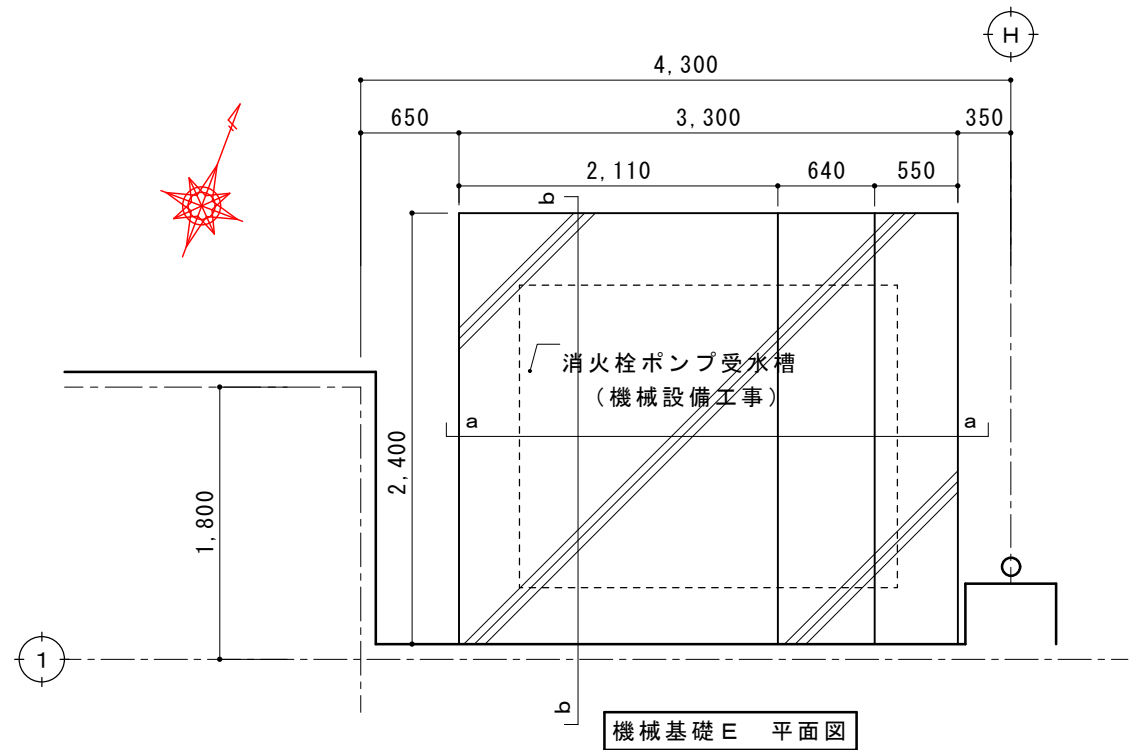 H
4,300
650
3,300
350
2,110
640
550
b
消火栓ポンプ受水槽
（機械設備工事）
a
a
2,400
1,800
1
b
機械基礎E 平面図